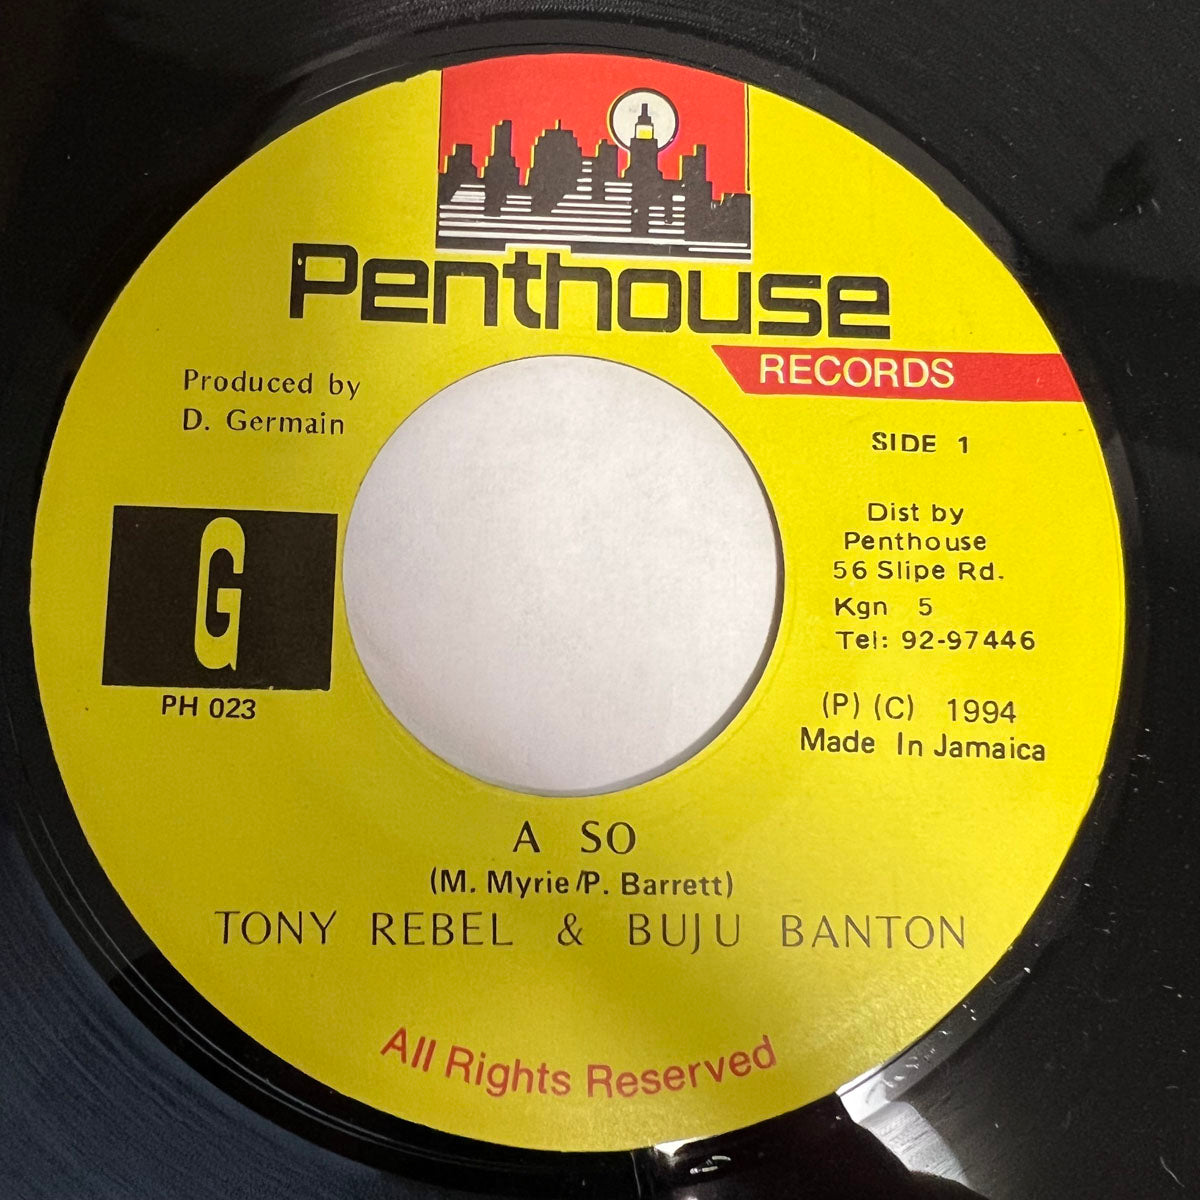 Penthouse
RECORDS
Produced by
D. Germain
SIDE 1
G
PH 023
Dist by
Penthouse
56 Slipe Rd.
Kgn 5
Tel: 92-97446
(P) (C) 1994
Made In Jamaica
A SO
(M. Myrie/P. Barrett)
TONY REBEL & BUJU BANTON
All Rights Reserved